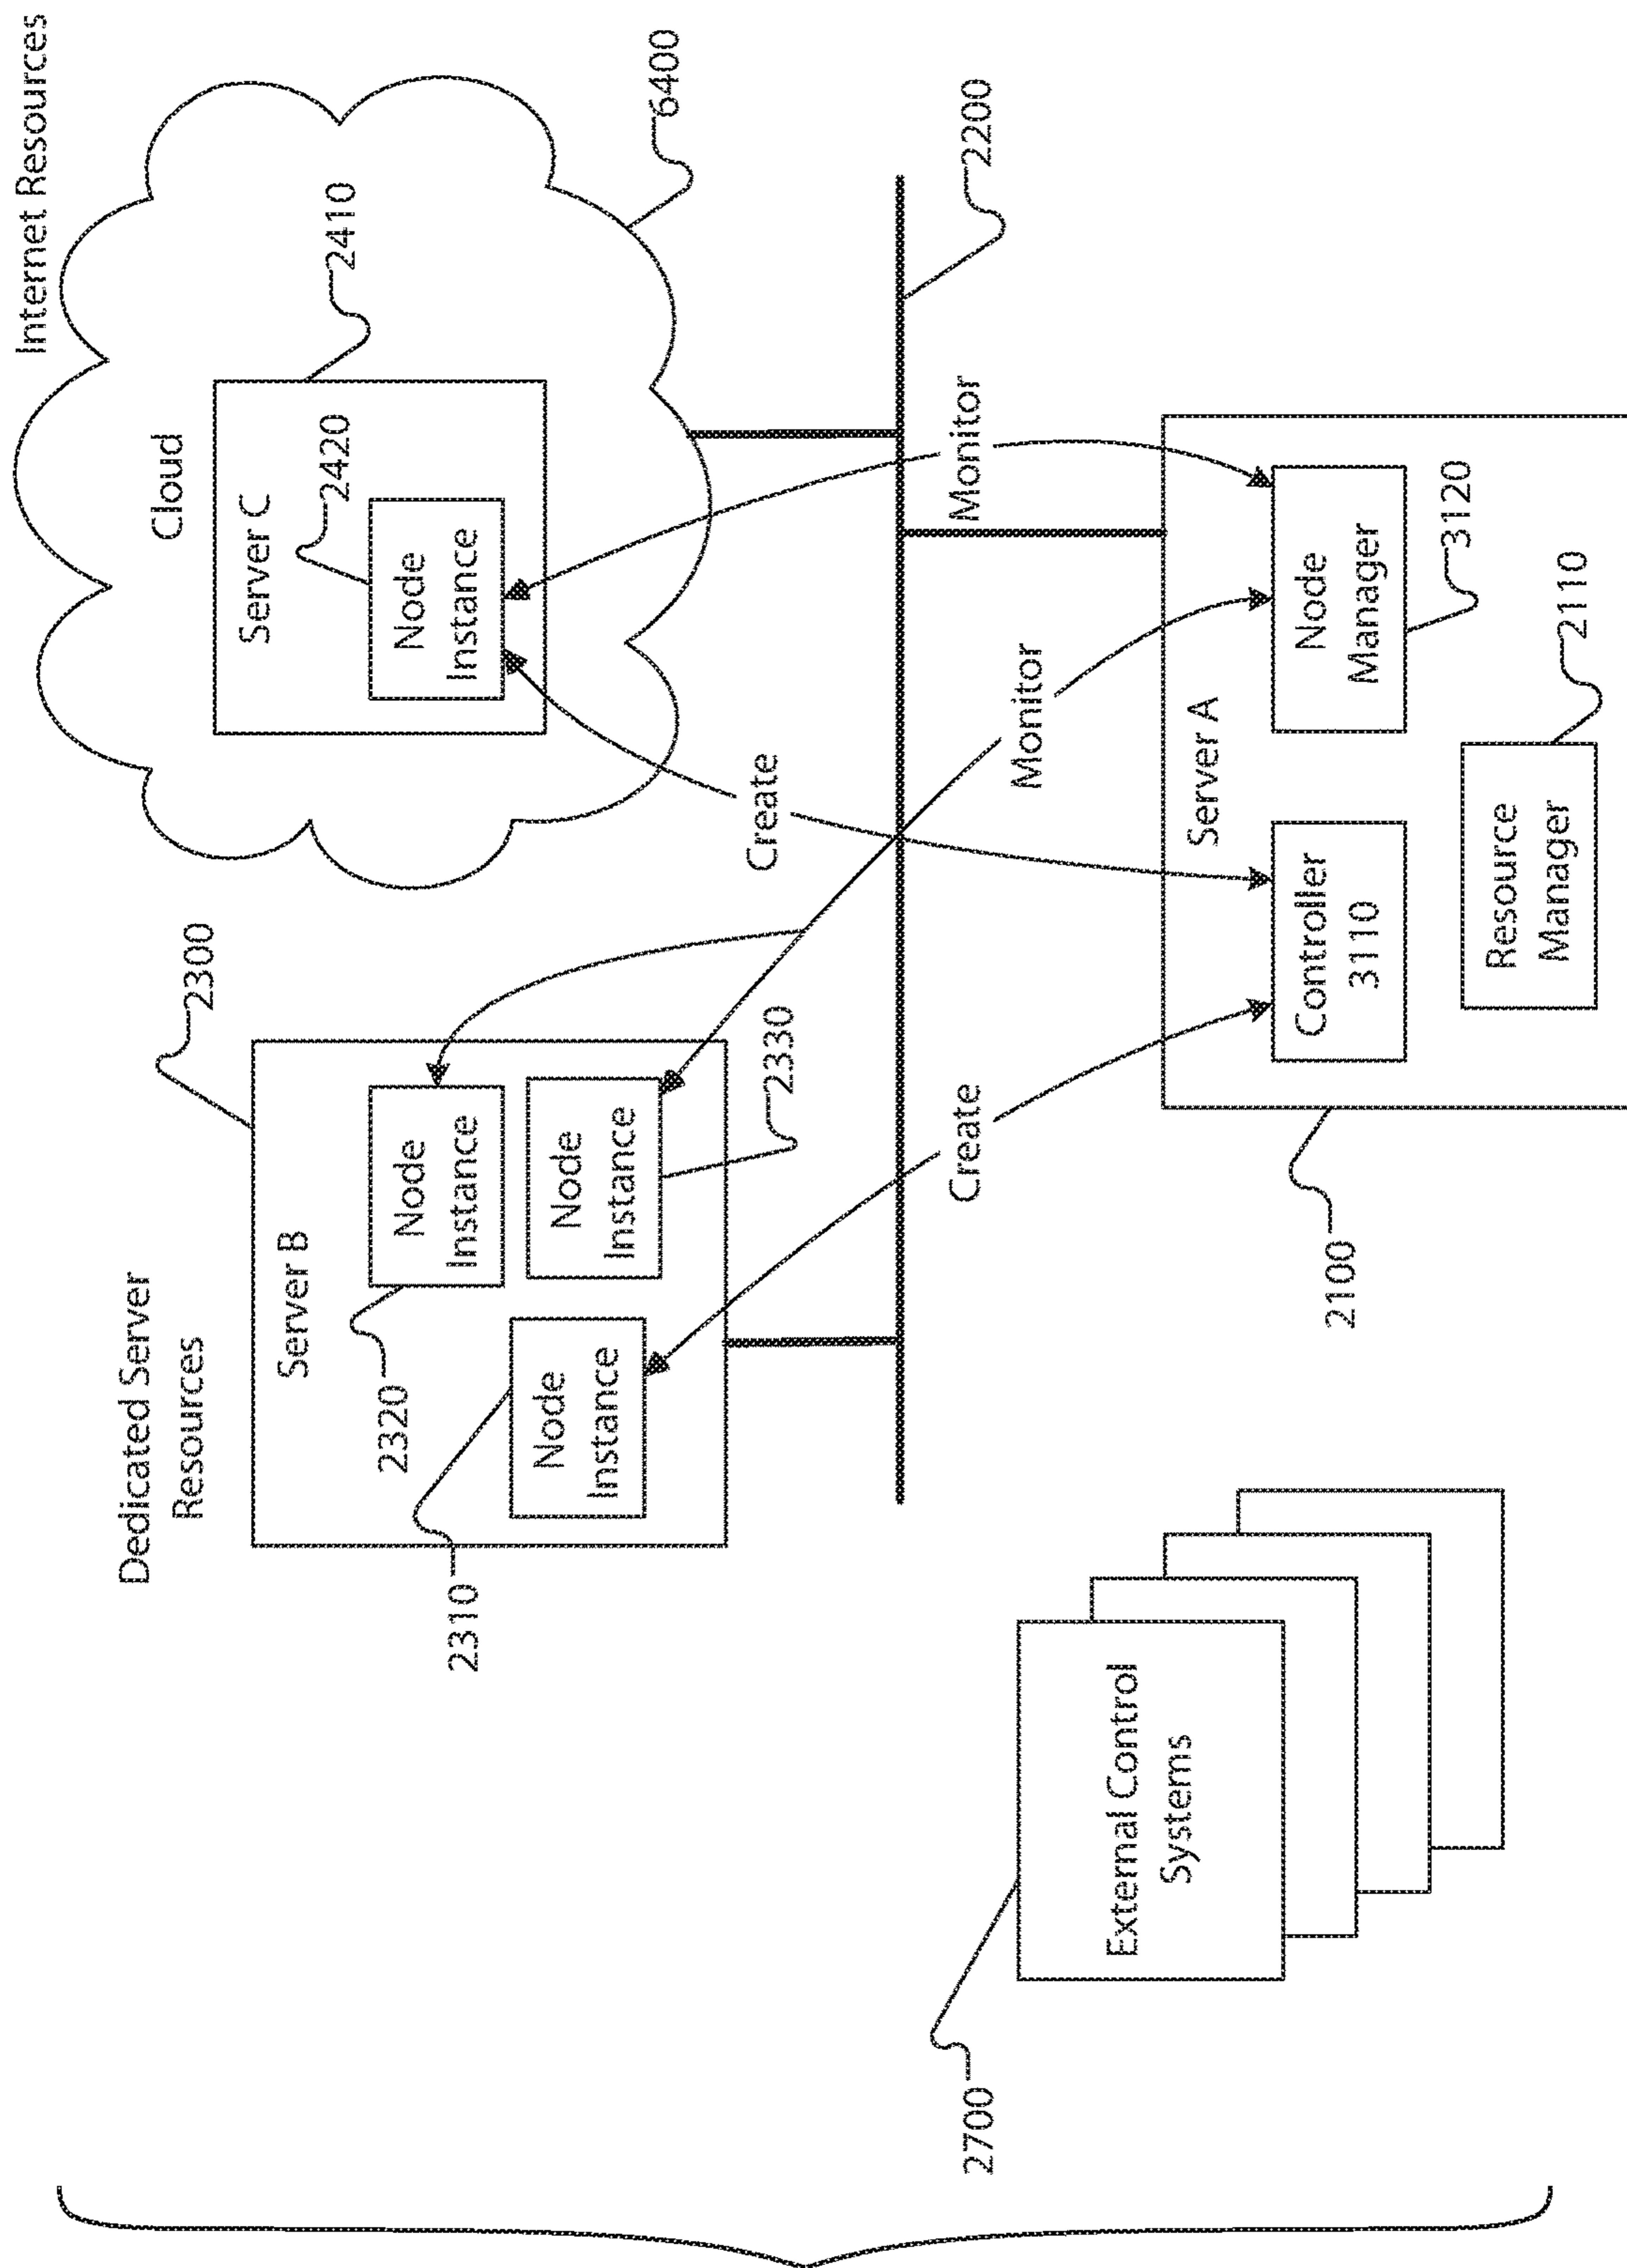 Dedicated Server
Resources
Internet Resources
2300
Server B
2320
Node
Instance
Node
Instance
Node
Instance
2310
2330
Cloud
Server C
2420
Node
Instance
2410
6400
Create
2200
Create
Monitor
Monitor
2700
External Control
Systems
2100
Server A
Controller
3110
Node
Manager
3120
Resource
Manager
2110